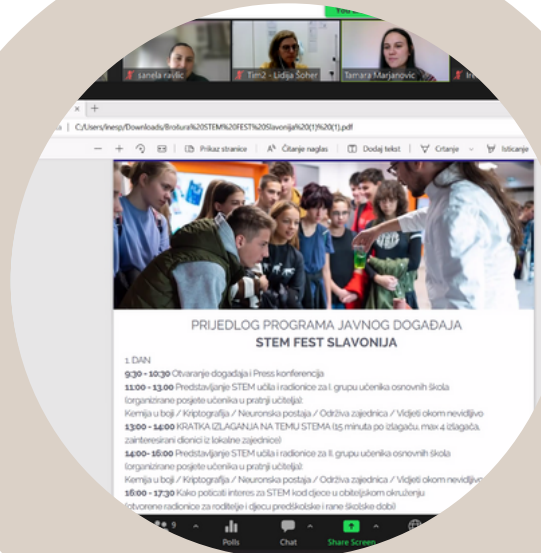 sanela ravlic
Tim2 - Lidija Šoher
Tamara Marjanovic
C:/Users/inesp/Downloads/Brošura%20STEM%20FEST%20Slavonija%20(1)%20(1).pdf
Prikaz stranice
Čitanje naglas
Dodaj tekst
Crtanje
Isticanje
PRIJEDLOG PROGRAMA JAVNOG DOGAĐAJA
STEM FEST SLAVONIJA
1. DAN
9:30 - 10:30 Otvaranje događaja i Press konferencija
11:00 - 13.00 Predstavljanje STEM učila i radionice za I. grupu učenika osnovnih škola
(organizirane posjete učenika u pratnji učitelja):
Kemija u boji / Kriptografija / Neuronska postaja / Održiva zajednica / Vidjeti okom nevidljivo
13:00 - 14:00 KRATKA IZLAGANJA NA TEMU STEMA (15 minuta po izlagaču, max 4 izlagača,
zainteresirani dionici iz lokalne zajednice)
14:00- 16:00 Predstavljanje STEM učila i radionice za II. grupu učenika osnovnih škola
(organizirane posjete učenika u pratnji učitelja):
Kemija u boji / Kriptografija / Neuronska postaja / Održiva zajednica / Vidjeti okom nevidljivo
16:00 - 17:30 Kako poticati interes za STEM kod djece u obiteljskom okruženju
(otvorene radionice za roditelje i djecu predškolske i rane školske dobi)
9
Polls
Chat
Share Screen